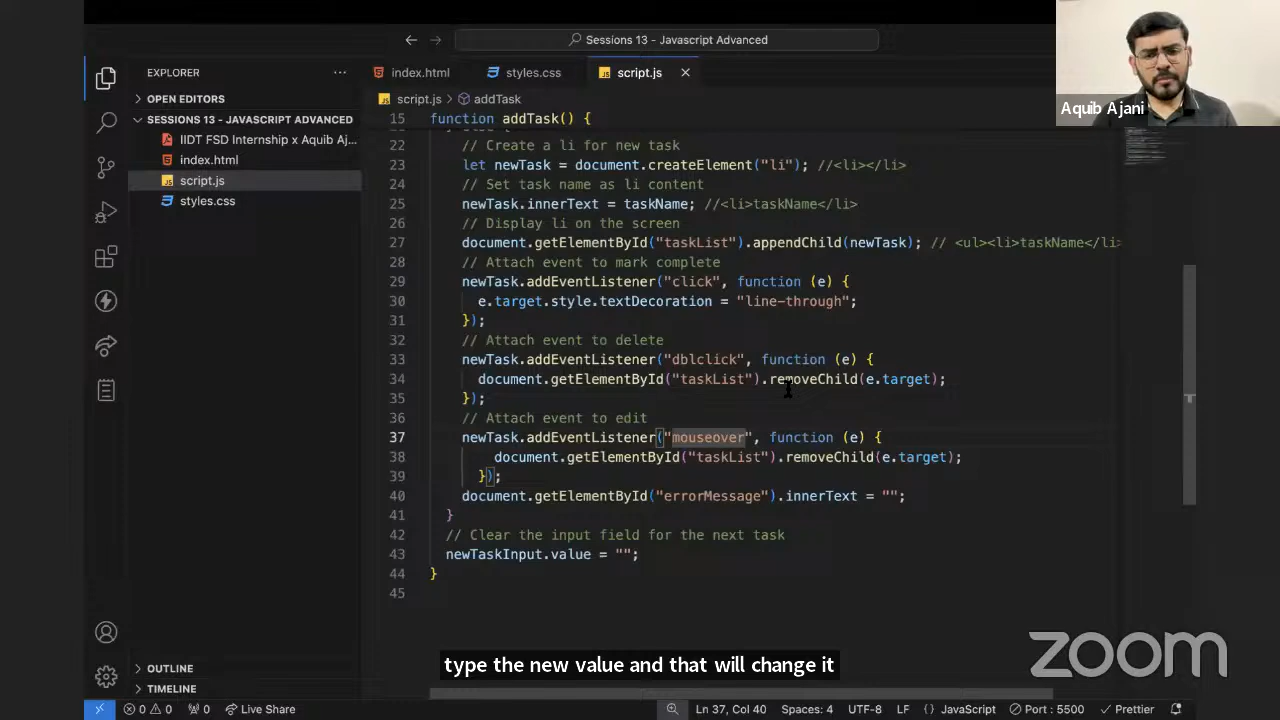 Sessions 13 - Javascript Advanced
Aquib Ajani
EXPLORER
index.html
styles.css
script.js
OPEN EDITORS
script.js > addTask
SESSIONS 13 - JAVASCRIPT ADVANCED
IIDT FSD Internship x Aquib Aj...
index.html
script.js
styles.css
15 function addTask() {
22 // Create a li for new task
23 let newTask = document.createElement("li"); //<li></li>
24 // Set task name as li content
25 newTask.innerText = taskName; //<li>taskName</li>
26 // Display li on the screen
27 document.getElementById("taskList").appendChild(newTask); // <ul><li>taskName</li>
28 // Attach event to mark complete
29 newTask.addEventListener("click", function (e) {
30 e.target.style.textDecoration = "line-through";
31 });
32 // Attach event to delete
33 newTask.addEventListener("dblclick", function (e) {
34 document.getElementById("taskList").removeChild(e.target);
35 });
36 // Attach event to edit
37 newTask.addEventListener("mouseover", function (e) {
38 document.getElementById("taskList").removeChild(e.target);
39 });
40 document.getElementById("errorMessage").innerText = "";
41 }
42 // Clear the input field for the next task
43 newTaskInput.value = "";
44 }
45
type the new value and that will change it
zoom
OUTLINE
TIMELINE
0 0 0 Live Share Ln 37, Col 40 Spaces: 4 UTF-8 LF {} JavaScript Port : 5500 Prettier